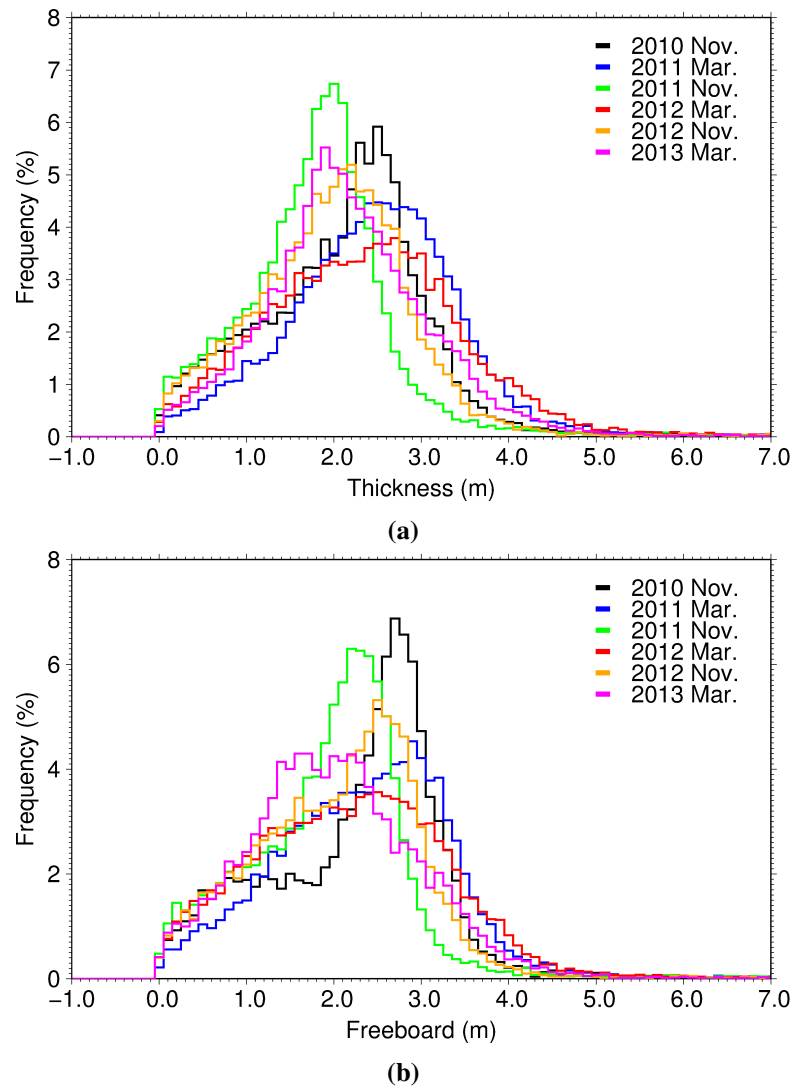 8
7
6
5
4
3
2
1
0
Frequency (%)
2010 Nov.
2011 Mar.
2011 Nov.
2012 Mar.
2012 Nov.
2013 Mar.
−1.0 0.0 1.0 2.0 3.0 4.0 5.0 6.0 7.0
Thickness (m)
(a)
8
6
4
2
0
Frequency (%)
2010 Nov.
2011 Mar.
2011 Nov.
2012 Mar.
2012 Nov.
2013 Mar.
−1.0 0.0 1.0 2.0 3.0 4.0 5.0 6.0 7.0
Freeboard (m)
(b)